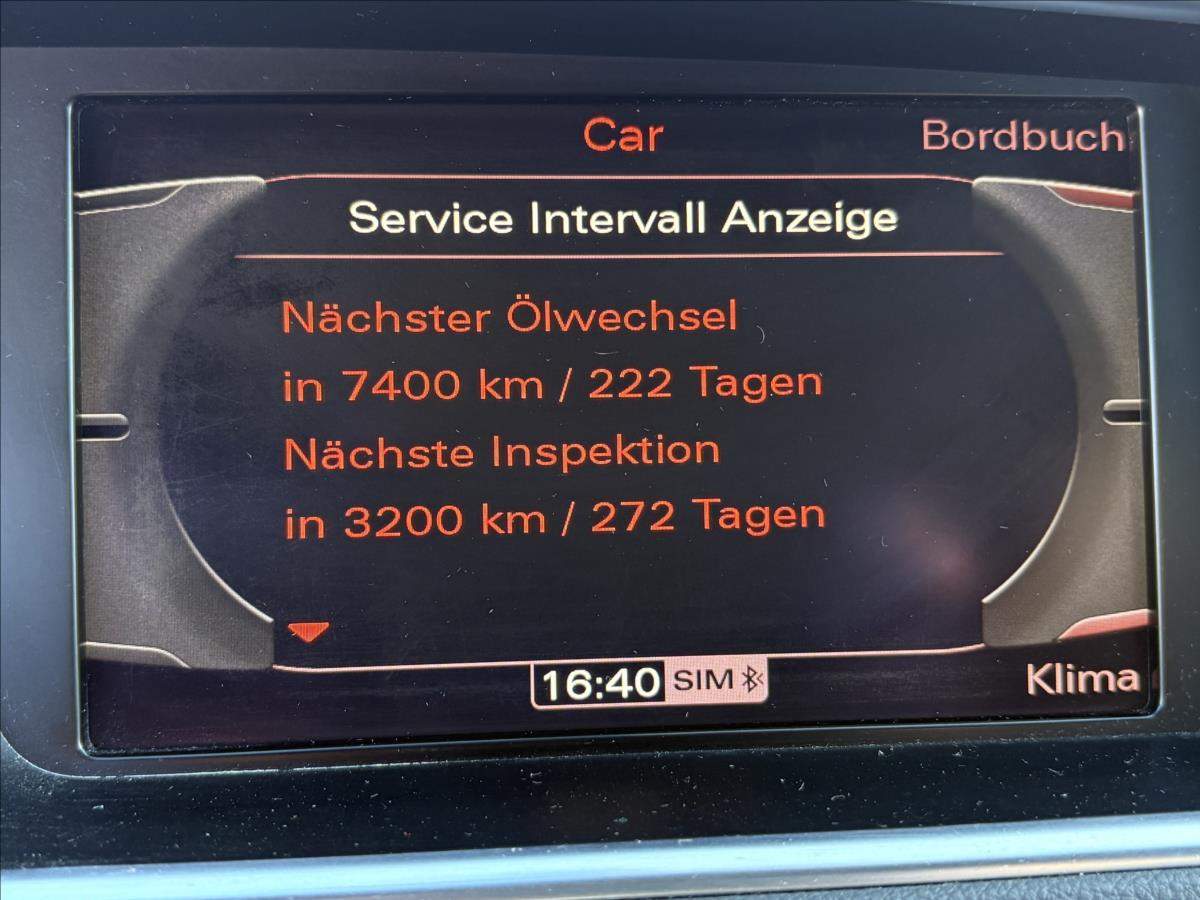 Car
Bordbuch
Service Intervall Anzeige
Nächster Ölwechsel
in 7400 km / 222 Tagen
Nächste Inspektion
in 3200 km / 272 Tagen
16:40 SIM
Klima